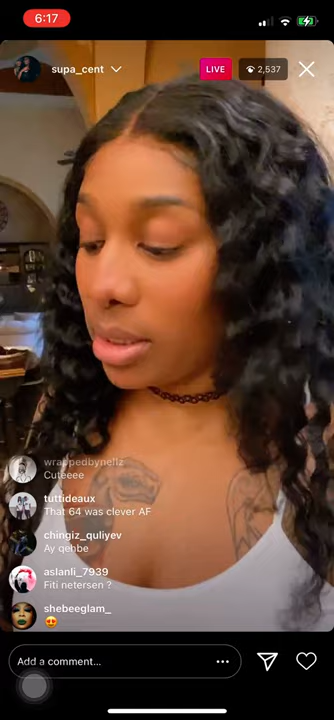 6:17
supa_cent
LIVE
2,537
wrappedbynellz
Cuteeee
tuttideaux
That 64 was clever AF
chingiz_quliyev
Ay qehbe
aslanli_7939
Fiti netersen ?
shebeeglam_
😍
Add a comment...